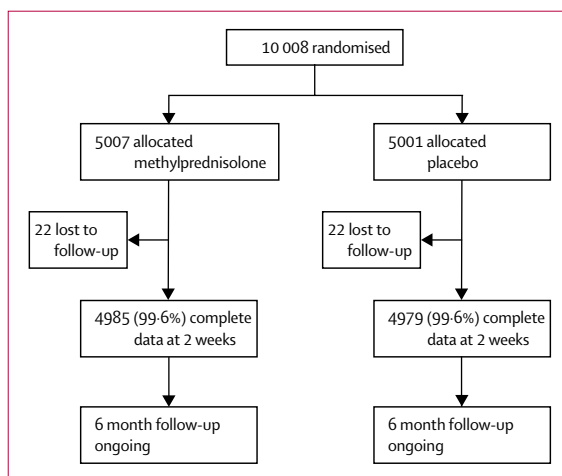 10 008 randomised
5007 allocated
methylprednisolone
5001 allocated
placebo
22 lost to
follow-up
22 lost to
follow-up
4985 (99·6%) complete
data at 2 weeks
4979 (99·6%) complete
data at 2 weeks
6 month follow-up
ongoing
6 month follow-up
ongoing